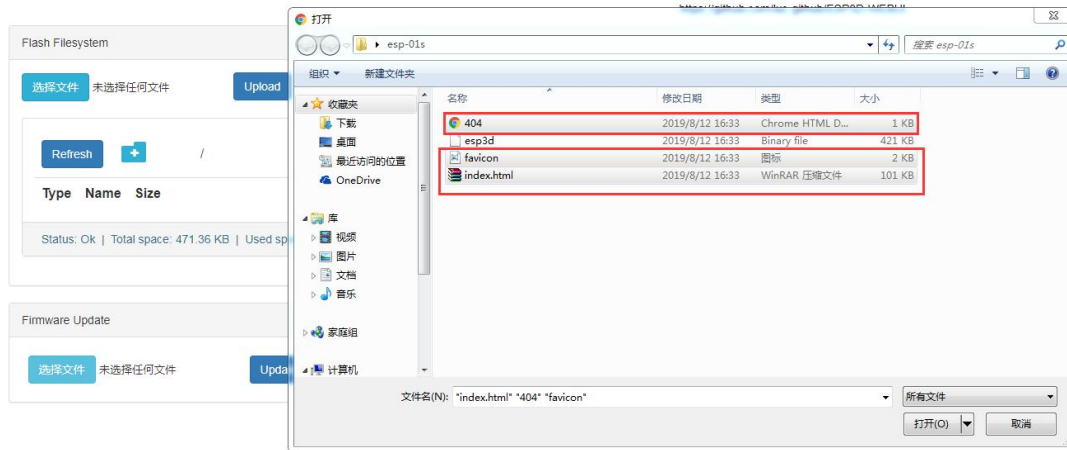 打开
esp-01s
搜索 esp-01s
组织 新建文件夹
收藏夹
下载
桌面
最近访问的位置
OneDrive
库
视频
图片
文档
音乐
家庭组
计算机
名称 修改日期 类型 大小
404 2019/8/12 16:33 Chrome HTML D... 1 KB
esp3d 2019/8/12 16:33 Binary file 421 KB
favicon 2019/8/12 16:33 图标 2 KB
index.html 2019/8/12 16:33 WinRAR 压缩文件 101 KB
文件名(N): "index.html" "404" "favicon"
所有文件
打开(O) 取消
Flash Filesystem
选择文件 未选择任何文件 Upload
Refresh /
Type Name Size
Status: Ok | Total space: 471.36 KB | Used sp
Firmware Update
选择文件 未选择任何文件 Upda